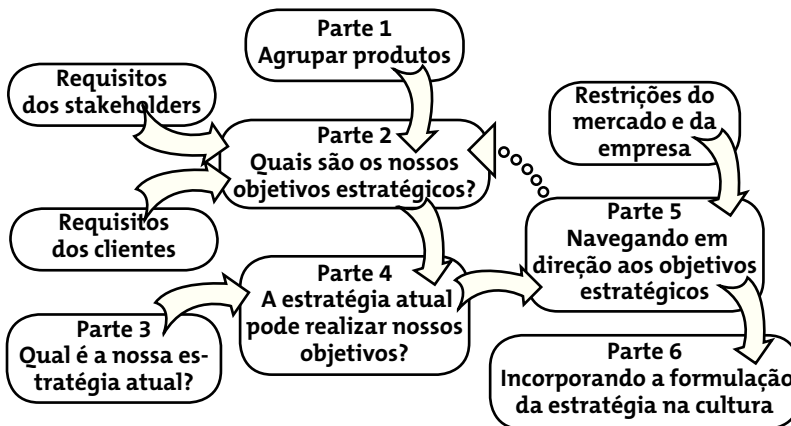 Parte 1
Agrupar produtos
Requisitos
dos stakeholders
Restrições do
mercado e da
empresa
Parte 2
Quais são os nossos
objetivos estratégicos?
Requisitos
dos clientes
Parte 5
Navegando em
direção aos objetivos
estratégicos
Parte 4
A estratégia atual
pode realizar nossos
objetivos?
Parte 3
Qual é a nossa es-
tratégia atual?
Parte 6
Incorporando a formulação
da estratégia na cultura